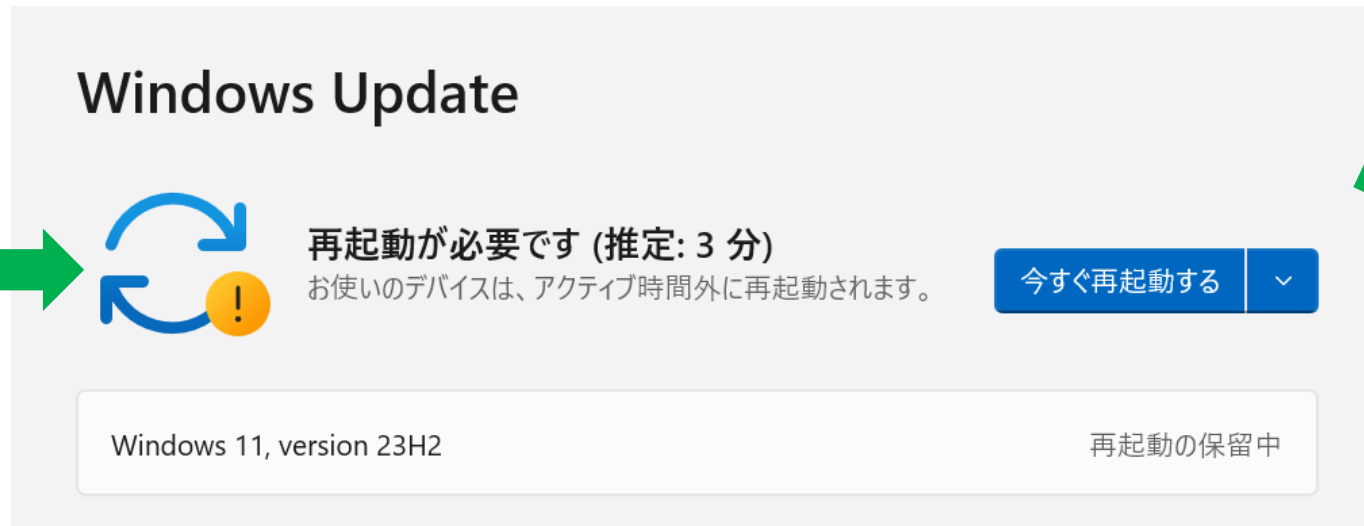 Windows Update
再起動が必要です (推定: 3 分)
お使いのデバイスは、アクティブ時間外に再起動されます。
今すぐ再起動する
Windows 11, version 23H2
再起動の保留中